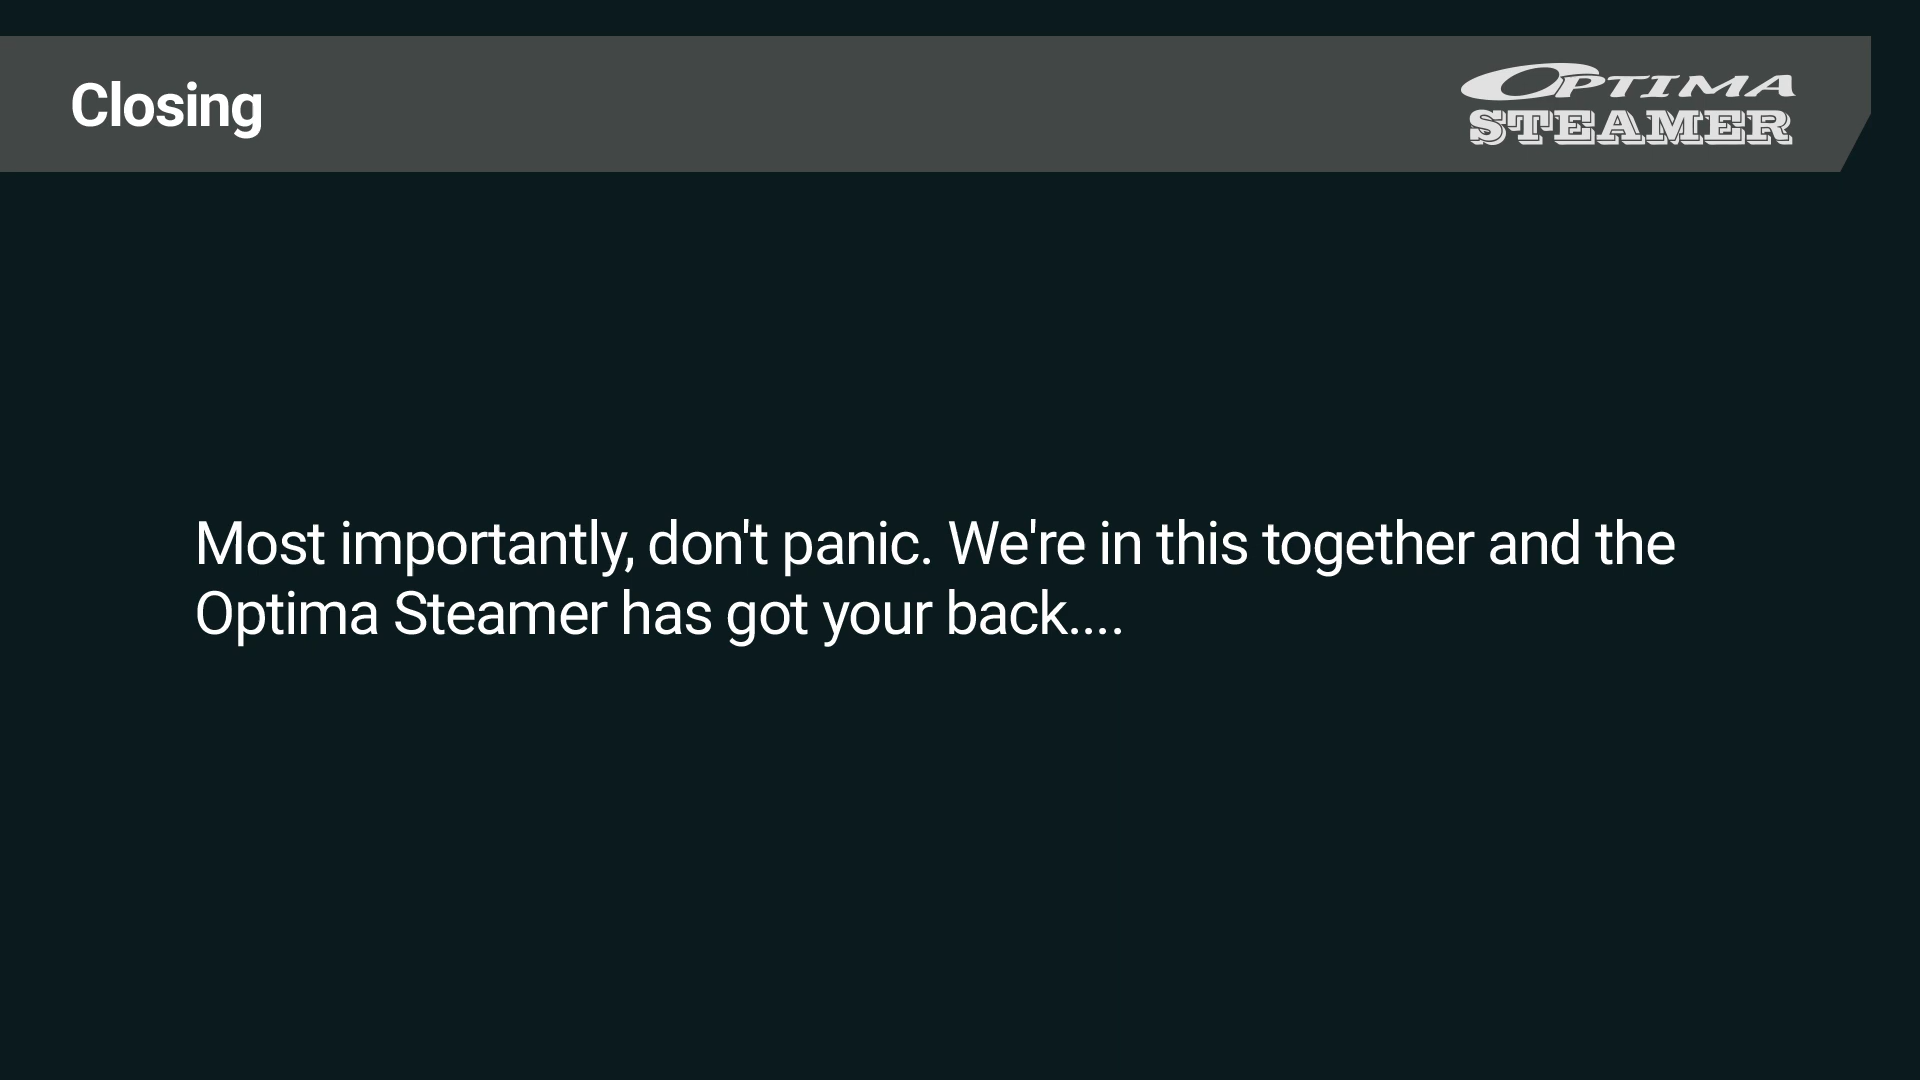 Closing
OPTIMA
STEAMER
Most importantly, don't panic. We're in this together and the
Optima Steamer has got your back....